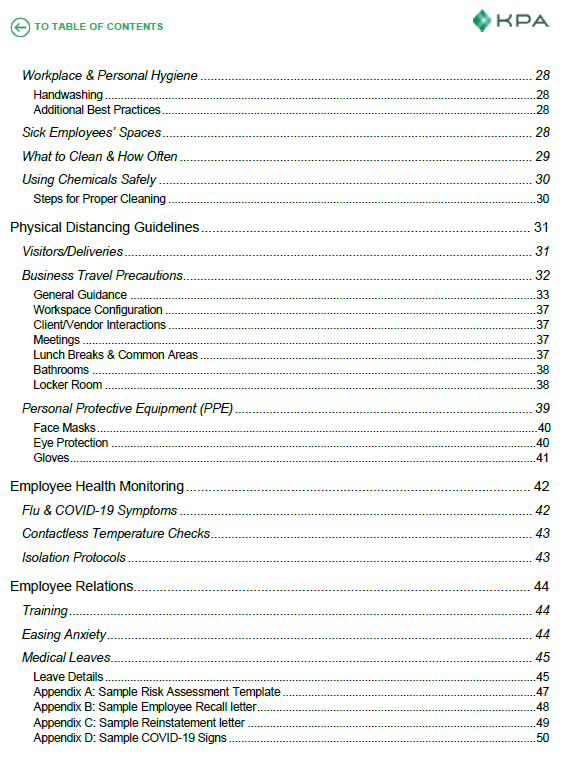 TO TABLE OF CONTENTS
KPA
Workplace & Personal Hygiene 28
Handwashing 28
Additional Best Practices 28
Sick Employees' Spaces 28
What to Clean & How Often 29
Using Chemicals Safely 30
Steps for Proper Cleaning 30
Physical Distancing Guidelines 31
Visitors/Deliveries 31
Business Travel Precautions 32
General Guidance 33
Workspace Configuration 37
Client/Vendor Interactions 37
Meetings 37
Lunch Breaks & Common Areas 37
Bathrooms 38
Locker Room 38
Personal Protective Equipment (PPE) 39
Face Masks 40
Eye Protection 40
Gloves 41
Employee Health Monitoring 42
Flu & COVID-19 Symptoms 42
Contactless Temperature Checks 43
Isolation Protocols 43
Employee Relations 44
Training 44
Easing Anxiety 44
Medical Leaves 45
Leave Details 45
Appendix A: Sample Risk Assessment Template 47
Appendix B: Sample Employee Recall letter 48
Appendix C: Sample Reinstatement letter 49
Appendix D: Sample COVID-19 Signs 50